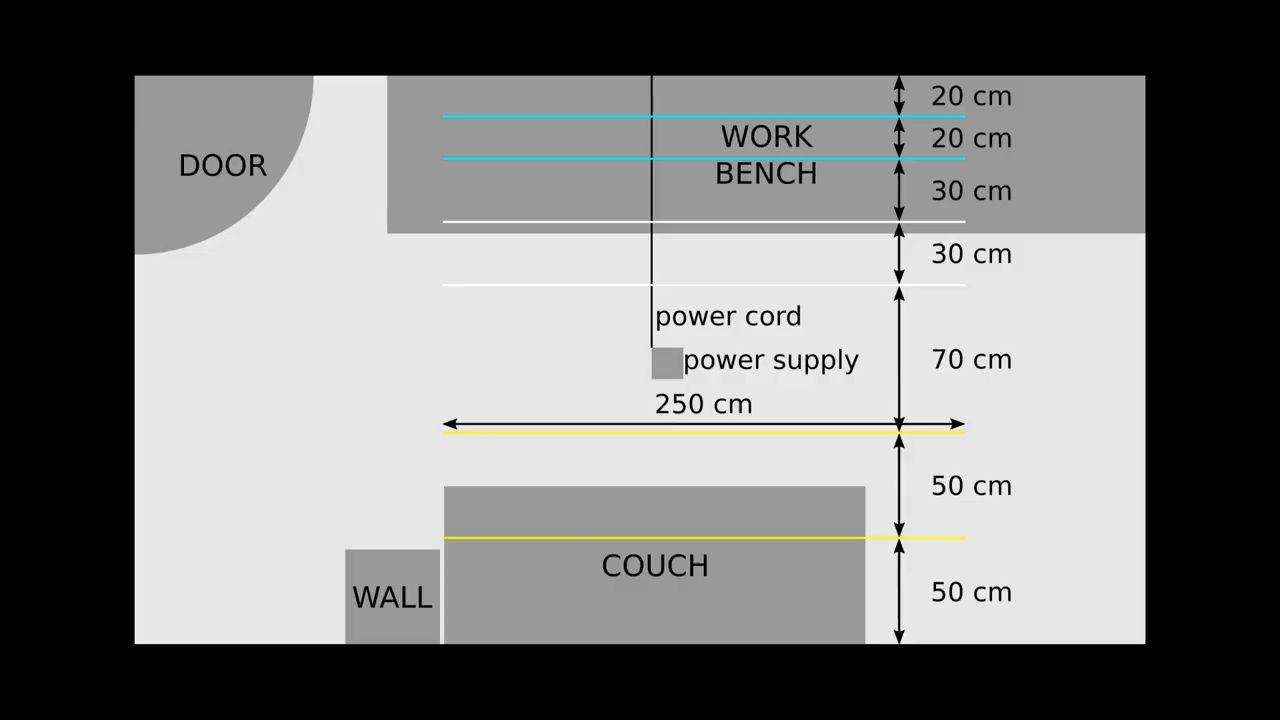 20 cm
WORK
20 cm
DOOR
BENCH
30 cm
30 cm
power cord
power supply
70 cm
250 cm
50 cm
COUCH
WALL
50 cm